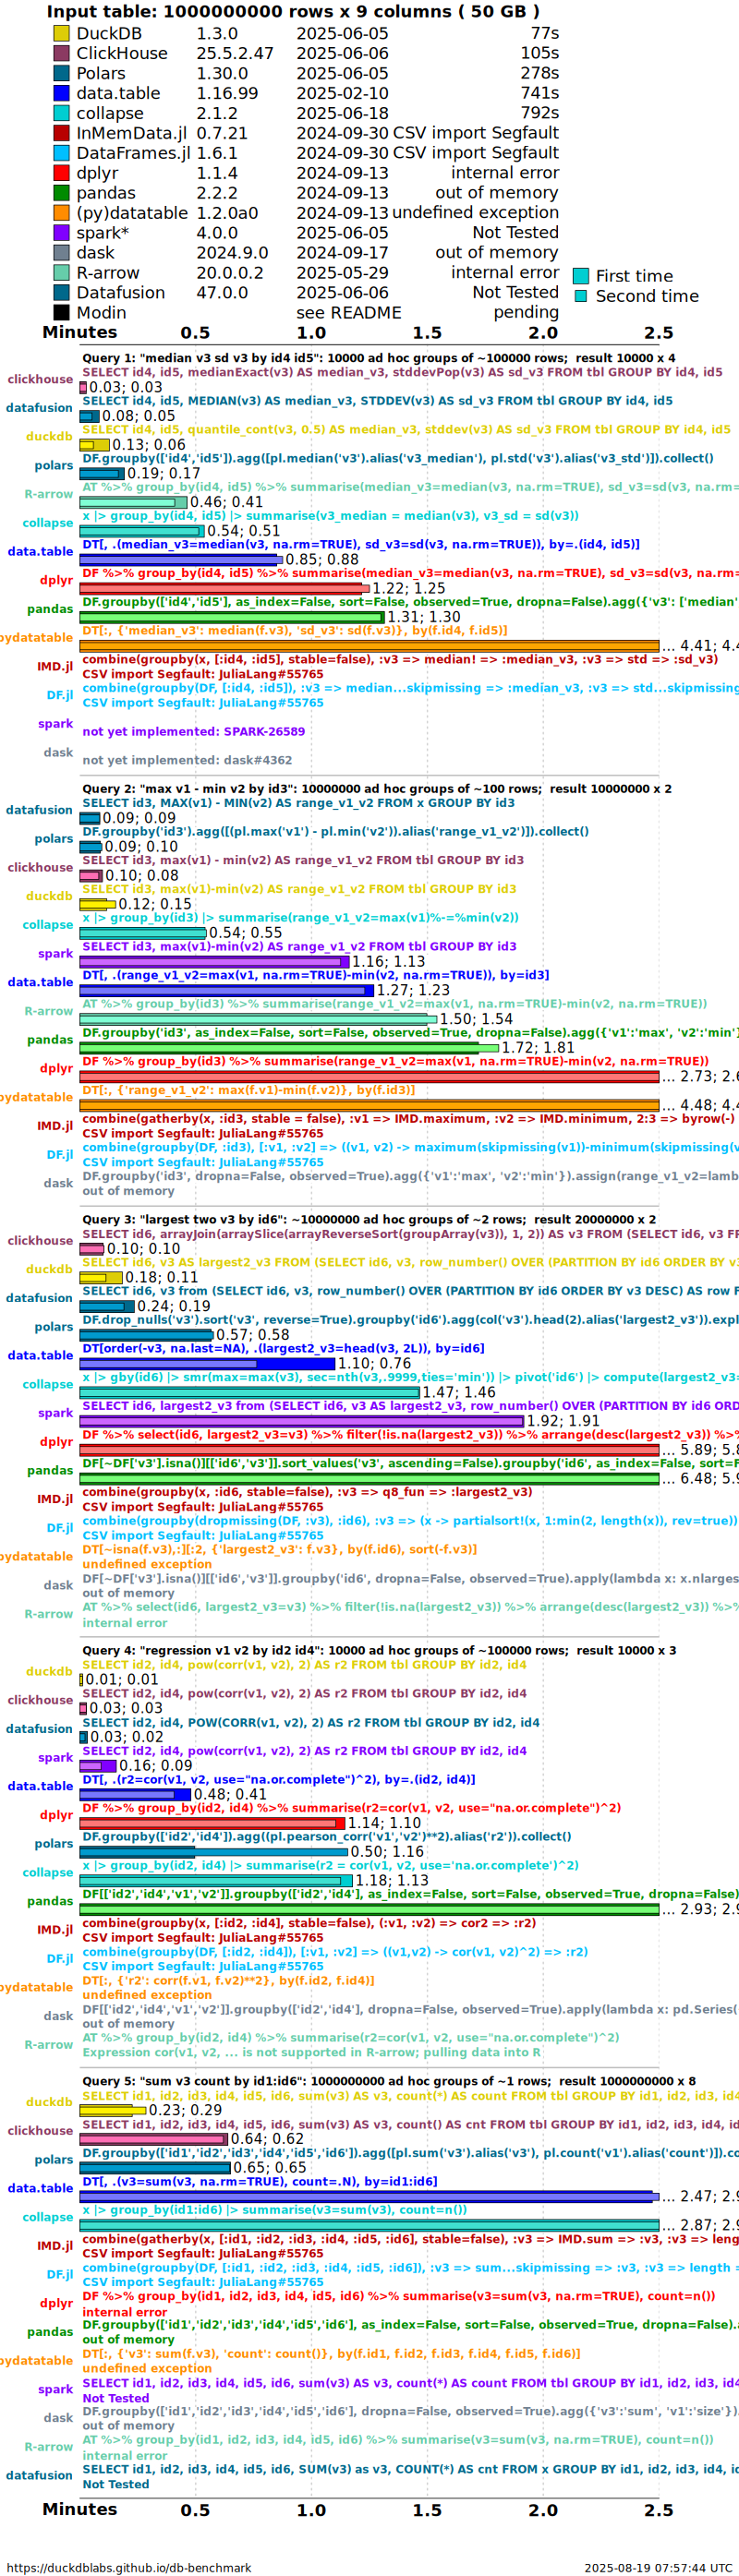 Input table: 1000000000 rows x 9 columns ( 50 GB )
DuckDB 1.3.0 2025-06-05 77s
ClickHouse 25.5.2.47 2025-06-06 105s
Polars 1.30.0 2025-06-05 278s
data.table 1.16.99 2025-02-10 741s
collapse 2.1.2 2025-06-18 792s
InMemData.jl 0.7.21 2024-09-30 CSV import Segfault
DataFrames.jl 1.6.1 2024-09-30 CSV import Segfault
dplyr 1.1.4 2024-09-13 internal error
pandas 2.2.2 2024-09-13 out of memory
(py)datatable 1.2.0a0 2024-09-13 undefined exception
spark* 4.0.0 2025-06-05 Not Tested
dask 2024.9.0 2024-09-17 out of memory
R-arrow 20.0.0.2 2025-05-29 internal error
Datafusion 47.0.0 2025-06-06 Not Tested
Modin see README pending
First time
Second time
Minutes 0.5 1.0 1.5 2.0 2.5
Query 1: "median v3 sd v3 by id4 id5": 10000 ad hoc groups of ~100000 rows; result 10000 x 4
clickhouse SELECT id4, id5, medianExact(v3) AS median_v3, stddevPop(v3) AS sd_v3 FROM tbl GROUP BY id4, id5
0.03; 0.03
datafusion SELECT id4, id5, MEDIAN(v3) AS median_v3, STDDEV(v3) AS sd_v3 FROM tbl GROUP BY id4, id5
0.08; 0.05
duckdb SELECT id4, id5, quantile_cont(v3, 0.5) AS median_v3, stddev(v3) AS sd_v3 FROM tbl GROUP BY id4, id5
0.13; 0.06
polars DF.groupby(['id4','id5']).agg([pl.median('v3').alias('v3_median'), pl.std('v3').alias('v3_std')]).collect()
0.19; 0.17
R-arrow AT %>% group_by(id4, id5) %>% summarise(median_v3=median(v3, na.rm=TRUE), sd_v3=sd(v3, na.rm=
0.46; 0.41
collapse x |> group_by(id4, id5) |> summarise(v3_median = median(v3), v3_sd = sd(v3))
0.54; 0.51
data.table DT[, .(median_v3=median(v3, na.rm=TRUE), sd_v3=sd(v3, na.rm=TRUE)), by=.(id4, id5)]
0.85; 0.88
dplyr DF %>% group_by(id4, id5) %>% summarise(median_v3=median(v3, na.rm=TRUE), sd_v3=sd(v3, na.rm=
1.22; 1.25
pandas DF.groupby(['id4','id5'], as_index=False, sort=False, observed=True, dropna=False).agg({'v3': ['median'
1.31; 1.30
pydatatable DT[:, {'median_v3': median(f.v3), 'sd_v3': sd(f.v3)}, by(f.id4, f.id5)]
... 4.41; 4.4
IMD.jl combine(groupby(x, [:id4, :id5], stable=false), :v3 => median! => :median_v3, :v3 => std => :sd_v3)
CSV import Segfault: JuliaLang#55765
DF.jl combine(groupby(DF, [:id4, :id5]), :v3 => median...skipmissing => :median_v3, :v3 => std...skipmissing
CSV import Segfault: JuliaLang#55765
spark
not yet implemented: SPARK-26589
dask
not yet implemented: dask#4362
Query 2: "max v1 - min v2 by id3": 10000000 ad hoc groups of ~100 rows; result 10000000 x 2
datafusion SELECT id3, MAX(v1) - MIN(v2) AS range_v1_v2 FROM x GROUP BY id3
0.09; 0.09
polars DF.groupby('id3').agg([(pl.max('v1') - pl.min('v2')).alias('range_v1_v2')]).collect()
0.09; 0.10
clickhouse SELECT id3, max(v1) - min(v2) AS range_v1_v2 FROM tbl GROUP BY id3
0.10; 0.08
duckdb SELECT id3, max(v1)-min(v2) AS range_v1_v2 FROM tbl GROUP BY id3
0.12; 0.15
collapse x |> group_by(id3) |> summarise(range_v1_v2=max(v1)%-=%min(v2))
0.54; 0.55
spark SELECT id3, max(v1)-min(v2) AS range_v1_v2 FROM tbl GROUP BY id3
1.16; 1.13
data.table DT[, .(range_v1_v2=max(v1, na.rm=TRUE)-min(v2, na.rm=TRUE)), by=id3]
1.27; 1.23
R-arrow AT %>% group_by(id3) %>% summarise(range_v1_v2=max(v1, na.rm=TRUE)-min(v2, na.rm=TRUE))
1.50; 1.54
pandas DF.groupby('id3', as_index=False, sort=False, observed=True, dropna=False).agg({'v1':'max', 'v2':'min'}
1.72; 1.81
dplyr DF %>% group_by(id3) %>% summarise(range_v1_v2=max(v1, na.rm=TRUE)-min(v2, na.rm=TRUE))
... 2.73; 2.6
pydatatable DT[:, {'range_v1_v2': max(f.v1)-min(f.v2)}, by(f.id3)]
... 4.48; 4.4
IMD.jl combine(gatherby(x, :id3, stable = false), :v1 => IMD.maximum, :v2 => IMD.minimum, 2:3 => byrow(-)
CSV import Segfault: JuliaLang#55765
DF.jl combine(groupby(DF, :id3), [:v1, :v2] => ((v1, v2) -> maximum(skipmissing(v1))-minimum(skipmissing(v
CSV import Segfault: JuliaLang#55765
dask DF.groupby('id3', dropna=False, observed=True).agg({'v1':'max', 'v2':'min'}).assign(range_v1_v2=lamb
out of memory
Query 3: "largest two v3 by id6": ~10000000 ad hoc groups of ~2 rows; result 20000000 x 2
clickhouse SELECT id6, arrayJoin(arraySlice(arrayReverseSort(groupArray(v3)), 1, 2)) AS v3 FROM (SELECT id6, v3 FR
0.10; 0.10
duckdb SELECT id6, v3 AS largest2_v3 FROM (SELECT id6, v3, row_number() OVER (PARTITION BY id6 ORDER BY v3
0.18; 0.11
datafusion SELECT id6, v3 from (SELECT id6, v3, row_number() OVER (PARTITION BY id6 ORDER BY v3 DESC) AS row F
0.24; 0.19
polars DF.drop_nulls('v3').sort('v3', reverse=True).groupby('id6').agg(col('v3').head(2).alias('largest2_v3')).expl
0.57; 0.58
data.table DT[order(-v3, na.last=NA), .(largest2_v3=head(v3, 2L)), by=id6]
1.10; 0.76
collapse x |> gby(id6) |> smr(max=max(v3), sec=nth(v3,.9999,ties='min')) |> pivot('id6') |> compute(largest2_v3=
1.47; 1.46
spark SELECT id6, largest2_v3 from (SELECT id6, v3 AS largest2_v3, row_number() OVER (PARTITION BY id6 ORD
1.92; 1.91
dplyr DF %>% select(id6, largest2_v3=v3) %>% filter(!is.na(largest2_v3)) %>% arrange(desc(largest2_v3)) %>%
... 5.89; 5.8
pandas DF[~DF['v3'].isna()][['id6','v3']].sort_values('v3', ascending=False).groupby('id6', as_index=False, sort=F
... 6.48; 5.9
IMD.jl combine(groupby(x, :id6, stable=false), :v3 => q8_fun => :largest2_v3)
CSV import Segfault: JuliaLang#55765
DF.jl combine(groupby(dropmissing(DF, :v3), :id6), :v3 => (x -> partialsort!(x, 1:min(2, length(x)), rev=true))
CSV import Segfault: JuliaLang#55765
pydatatable DT[~isna(f.v3),:][:2, {'largest2_v3': f.v3}, by(f.id6), sort(-f.v3)]
undefined exception
dask DF[~DF['v3'].isna()][['id6','v3']].groupby('id6', dropna=False, observed=True).apply(lambda x: x.nlarges
out of memory
R-arrow AT %>% select(id6, largest2_v3=v3) %>% filter(!is.na(largest2_v3)) %>% arrange(desc(largest2_v3)) %>%
internal error
Query 4: "regression v1 v2 by id2 id4": 10000 ad hoc groups of ~100000 rows; result 10000 x 3
duckdb SELECT id2, id4, pow(corr(v1, v2), 2) AS r2 FROM tbl GROUP BY id2, id4
0.01; 0.01
clickhouse SELECT id2, id4, pow(corr(v1, v2), 2) AS r2 FROM tbl GROUP BY id2, id4
0.03; 0.03
datafusion SELECT id2, id4, POW(CORR(v1, v2), 2) AS r2 FROM tbl GROUP BY id2, id4
0.03; 0.02
spark SELECT id2, id4, pow(corr(v1, v2), 2) AS r2 FROM tbl GROUP BY id2, id4
0.16; 0.09
data.table DT[, .(r2=cor(v1, v2, use="na.or.complete")^2), by=.(id2, id4)]
0.48; 0.41
dplyr DF %>% group_by(id2, id4) %>% summarise(r2=cor(v1, v2, use="na.or.complete")^2)
1.14; 1.10
polars DF.groupby(['id2','id4']).agg((pl.pearson_corr('v1','v2')**2).alias('r2')).collect()
0.50; 1.16
collapse x |> group_by(id2, id4) |> summarise(r2 = cor(v1, v2, use='na.or.complete')^2)
1.18; 1.13
pandas DF[['id2','id4','v1','v2']].groupby(['id2','id4'], as_index=False, sort=False, observed=True, dropna=False)
... 2.93; 2.9
IMD.jl combine(groupby(x, [:id2, :id4], stable=false), (:v1, :v2) => cor2 => :r2)
CSV import Segfault: JuliaLang#55765
DF.jl combine(groupby(DF, [:id2, :id4]), [:v1, :v2] => ((v1,v2) -> cor(v1, v2)^2) => :r2)
CSV import Segfault: JuliaLang#55765
pydatatable DT[:, {'r2': corr(f.v1, f.v2)**2}, by(f.id2, f.id4)]
undefined exception
dask DF[['id2','id4','v1','v2']].groupby(['id2','id4'], dropna=False, observed=True).apply(lambda x: pd.Series(
out of memory
R-arrow AT %>% group_by(id2, id4) %>% summarise(r2=cor(v1, v2, use="na.or.complete")^2)
Expression cor(v1, v2, ... is not supported in R-arrow; pulling data into R
Query 5: "sum v3 count by id1:id6": 1000000000 ad hoc groups of ~1 rows; result 1000000000 x 8
duckdb SELECT id1, id2, id3, id4, id5, id6, sum(v3) AS v3, count(*) AS count FROM tbl GROUP BY id1, id2, id3, id4
0.23; 0.29
clickhouse SELECT id1, id2, id3, id4, id5, id6, sum(v3) AS v3, count() AS cnt FROM tbl GROUP BY id1, id2, id3, id4, id
0.64; 0.62
polars DF.groupby(['id1','id2','id3','id4','id5','id6']).agg([pl.sum('v3').alias('v3'), pl.count('v1').alias('count')]).co
0.65; 0.65
data.table DT[, .(v3=sum(v3, na.rm=TRUE), count=.N), by=id1:id6]
... 2.47; 2.9
collapse x |> group_by(id1:id6) |> summarise(v3=sum(v3), count=n())
... 2.87; 2.9
IMD.jl combine(gatherby(x, [:id1, :id2, :id3, :id4, :id5, :id6], stable=false), :v3 => IMD.sum => :v3, :v3 => leng
CSV import Segfault: JuliaLang#55765
DF.jl combine(groupby(DF, [:id1, :id2, :id3, :id4, :id5, :id6]), :v3 => sum...skipmissing => :v3, :v3 => length =
CSV import Segfault: JuliaLang#55765
dplyr DF %>% group_by(id1, id2, id3, id4, id5, id6) %>% summarise(v3=sum(v3, na.rm=TRUE), count=n())
internal error
pandas DF.groupby(['id1','id2','id3','id4','id5','id6'], as_index=False, sort=False, observed=True, dropna=False).a
out of memory
pydatatable DT[:, {'v3': sum(f.v3), 'count': count()}, by(f.id1, f.id2, f.id3, f.id4, f.id5, f.id6)]
undefined exception
spark SELECT id1, id2, id3, id4, id5, id6, sum(v3) AS v3, count(*) AS count FROM tbl GROUP BY id1, id2, id3, id4
Not Tested
dask DF.groupby(['id1','id2','id3','id4','id5','id6'], dropna=False, observed=True).agg({'v3':'sum', 'v1':'size'}).
out of memory
R-arrow AT %>% group_by(id1, id2, id3, id4, id5, id6) %>% summarise(v3=sum(v3, na.rm=TRUE), count=n())
internal error
datafusion SELECT id1, id2, id3, id4, id5, id6, SUM(v3) as v3, COUNT(*) AS cnt FROM x GROUP BY id1, id2, id3, id4, id
Not Tested
Minutes 0.5 1.0 1.5 2.0 2.5
https://duckdblabs.github.io/db-benchmark 2025-08-19 07:57:44 UTC